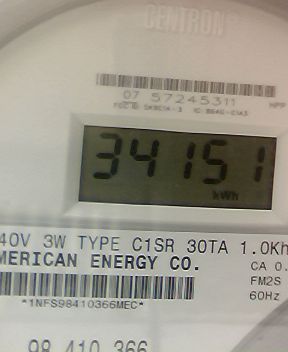 CENTRON®
07 57245311
HPP
34151
kWh
40V 3W TYPE C1SR 30TA 1.0Kh
MERICAN ENERGY CO.
CA 0.
FM2S
60Hz
*1NFS98410366MEC*
98 410 366